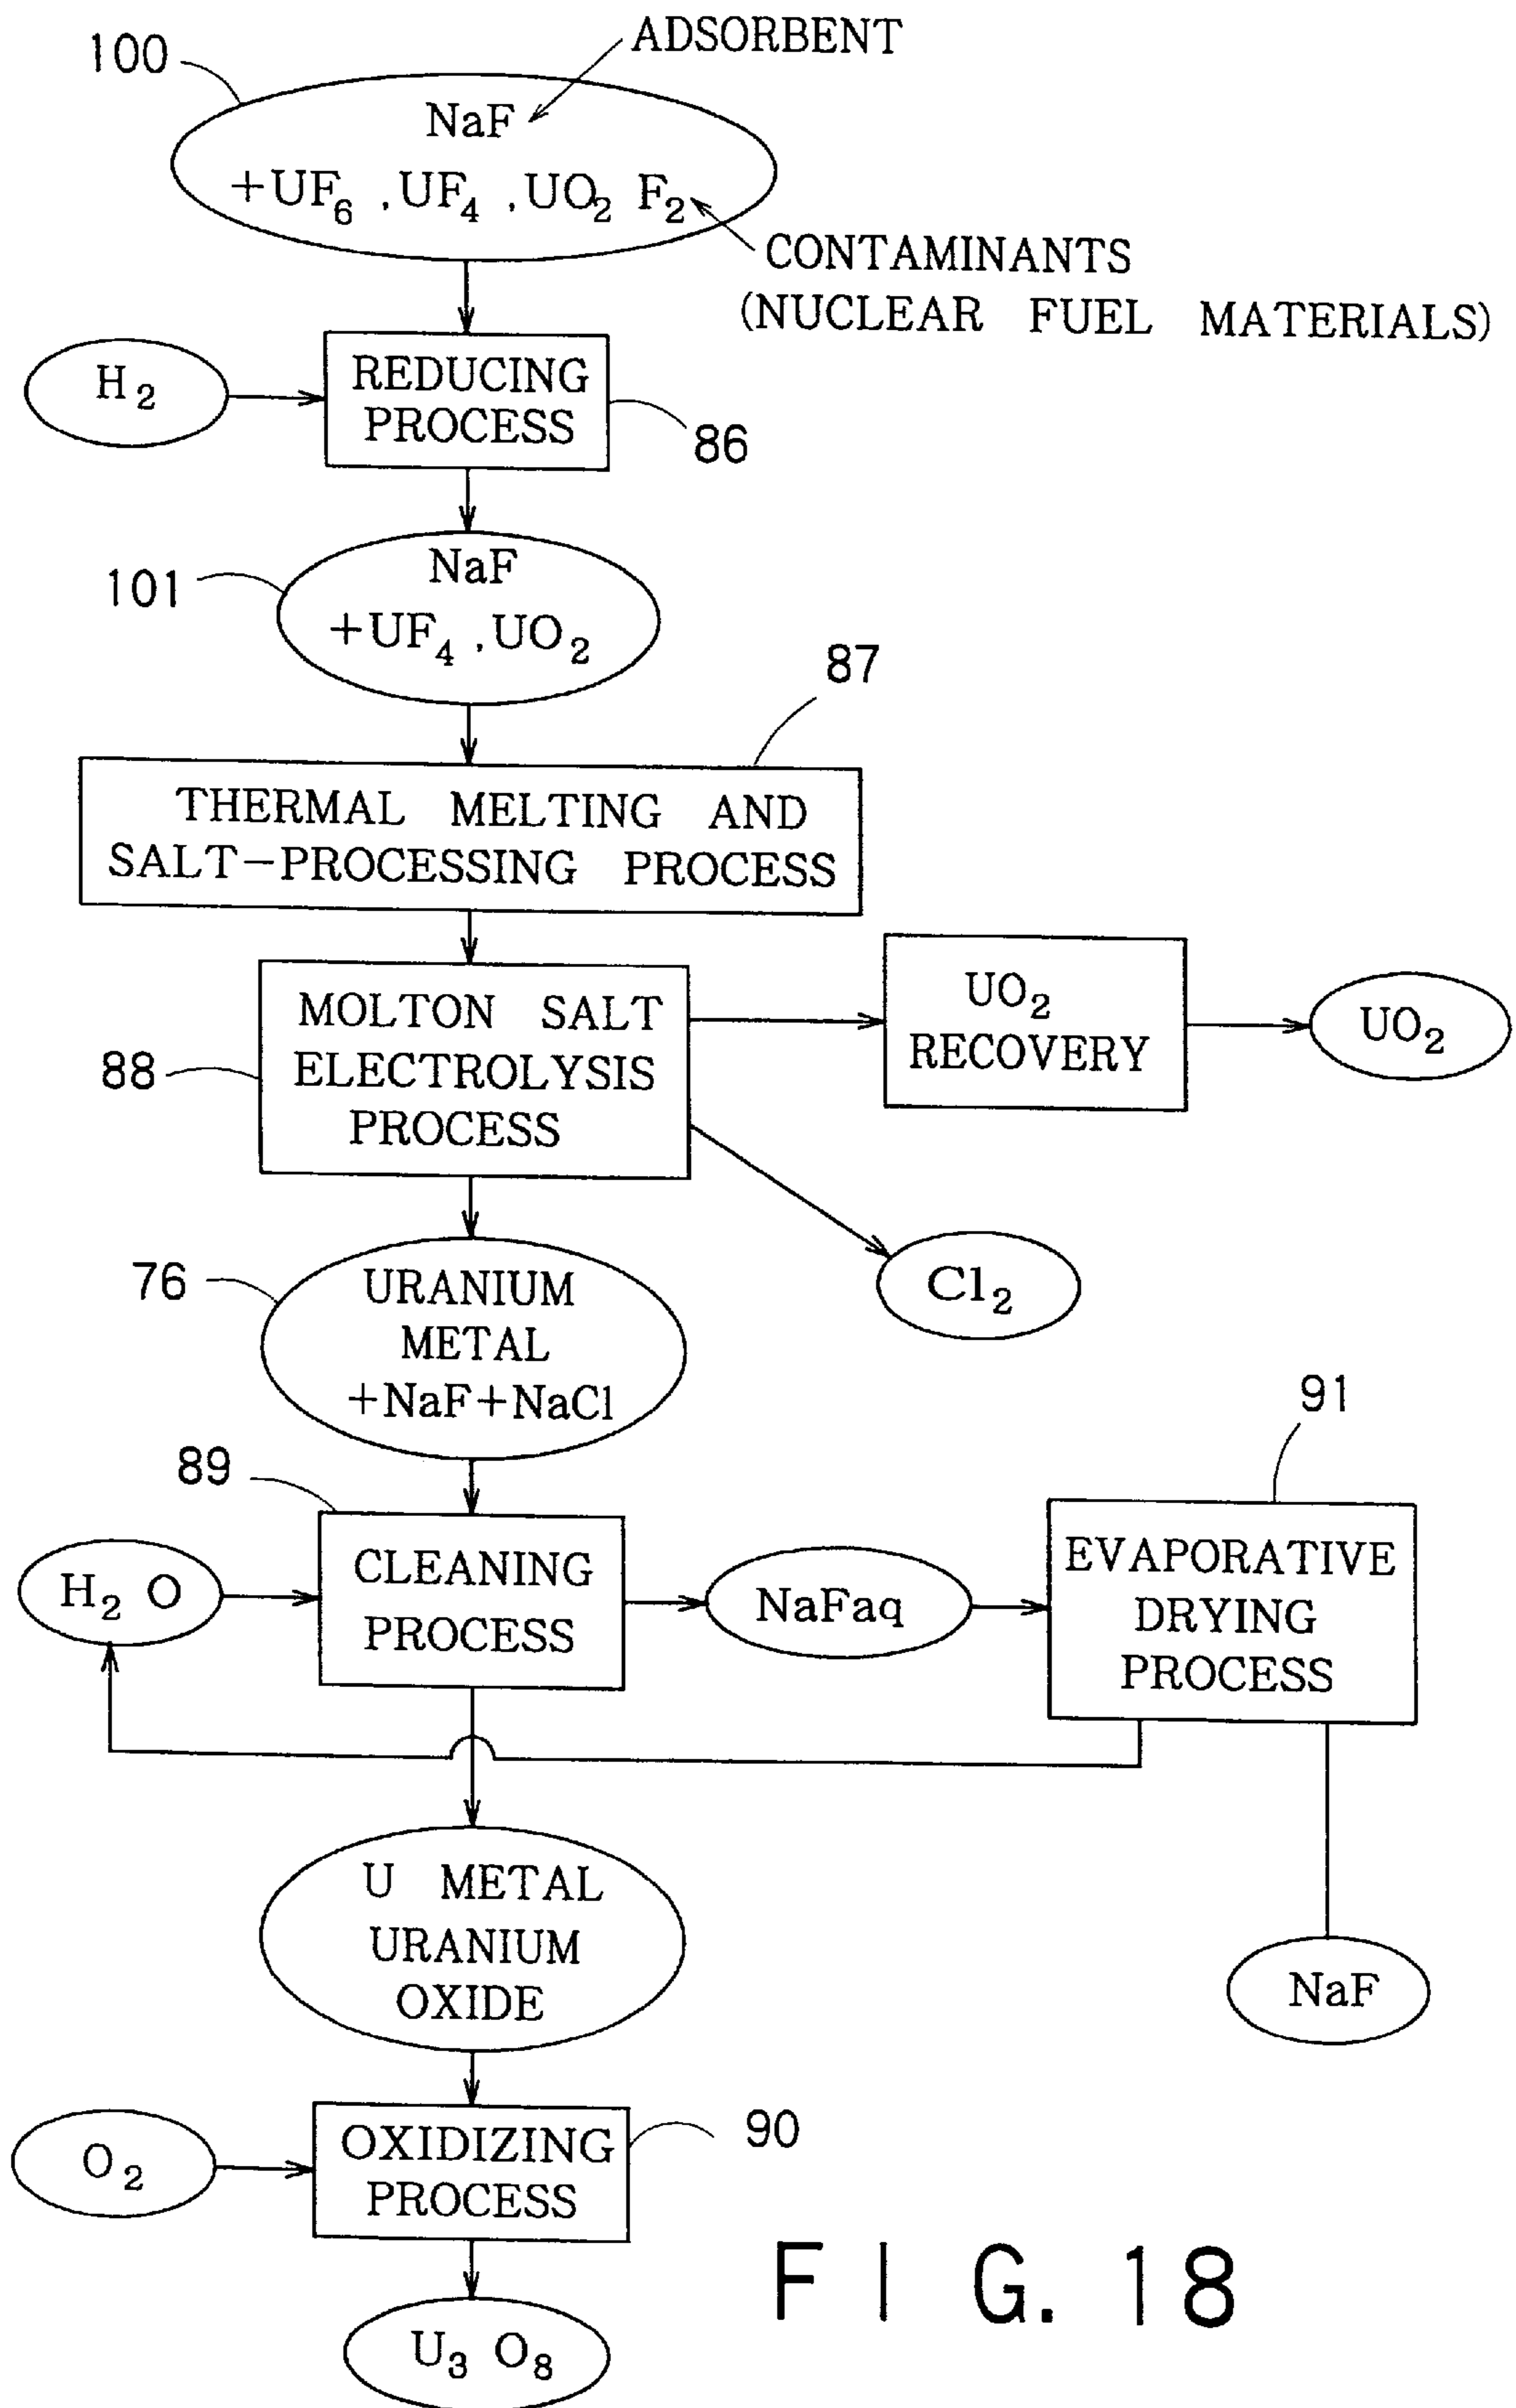 100
ADSORBENT
NaF
+UF6 ,UF4 ,UO2 F2
CONTAMINANTS
(NUCLEAR FUEL MATERIALS)
H2
REDUCING
PROCESS
86
101
NaF
+UF4 ,UO2
87
THERMAL MELTING AND
SALT-PROCESSING PROCESS
88
MOLTON SALT
ELECTROLYSIS
PROCESS
UO2
RECOVERY
UO2
Cl2
76
URANIUM
METAL
+NaF+NaCl
89
91
H2 O
CLEANING
PROCESS
NaFaq
EVAPORATIVE
DRYING
PROCESS
U METAL
URANIUM
OXIDE
NaF
O2
OXIDIZING
PROCESS
90
U3 O8
FIG. 18